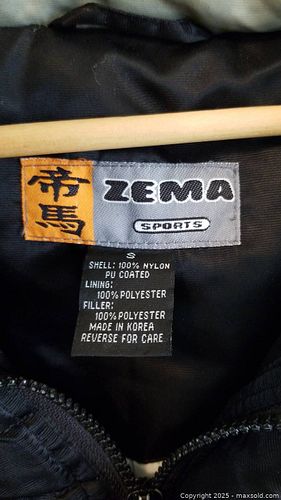 帝馬
ZEMA
SPORTS
S
SHELL: 100% NYLON
PU COATED
LINING:
100% POLYESTER
FILLER:
100% POLYESTER
MADE IN KOREA
REVERSE FOR CARE
Copyright 2025 - maxsold.com